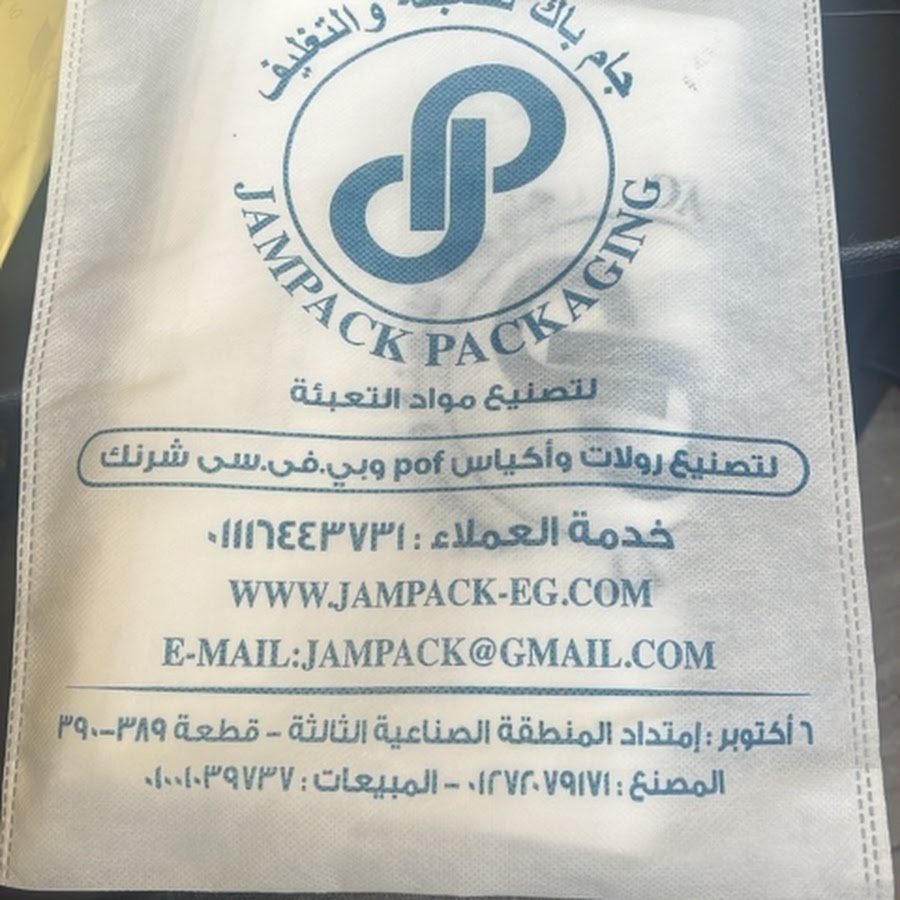 جام باك للتعبئة والتغليف
JAMPACK PACKAGING
لتصنيع مواد التعبئة
لتصنيع رولات وأكياس pof وبي.فى.سى شرنك
خدمة العملاء : ٠١١١٦٤٤٣٧٣١
WWW.JAMPACK-EG.COM
E-MAIL:JAMPACK@GMAIL.COM
٦ أكتوبر : إمتداد المنطقة الصناعية الثالثة - قطعة ٣٨٩-٣٩٠
المصنع : ٠١٢٧٢٠٧٩١٧١ - المبيعات : ٠١٠٠١٠٣٩٧٣٧